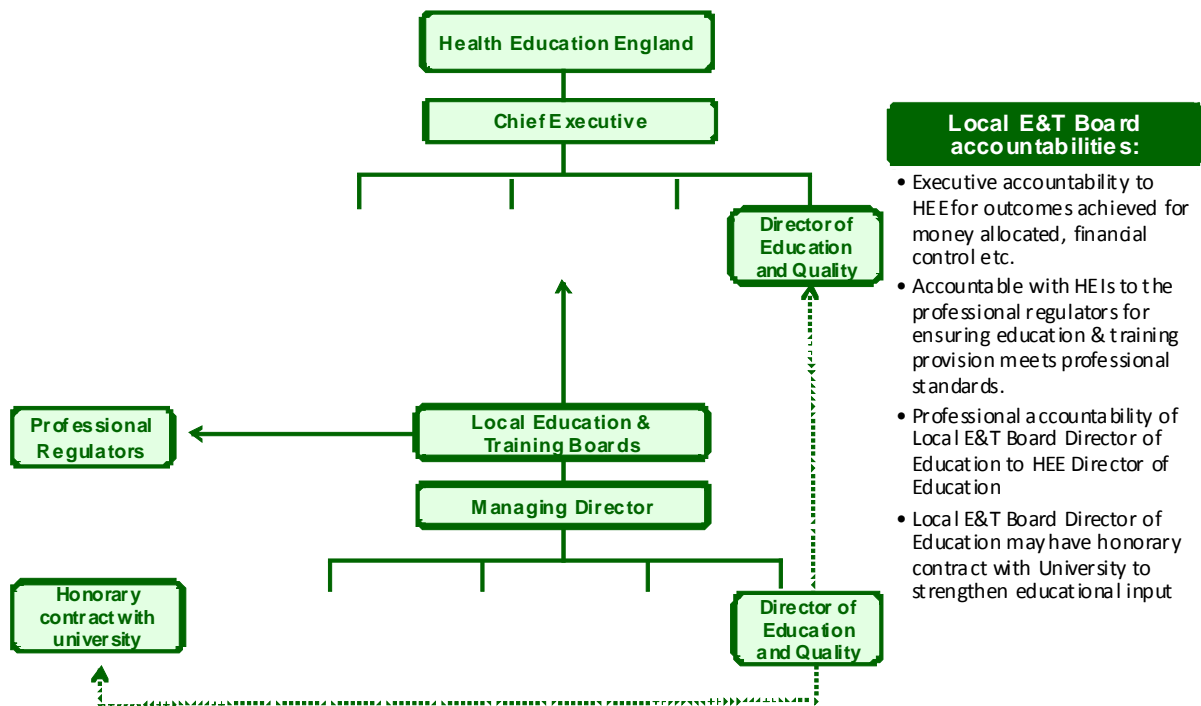 Health Education England
Chief Executive
Director of
Education
and Quality
Professional
Regulators
Local Education &
Training Boards
Managing Director
Honorary
contract with
university
Director of
Education
and Quality
Local E&T Board
accountabilities:
• Executive accountability to
HEE for outcomes achieved for
money allocated, financial
control etc.
• Accountable with HEIs to the
professional regulators for
ensuring education & training
provision meets professional
standards.
• Professional accountability of
Local E&T Board Director of
Education to HEE Director of
Education
• Local E&T Board Director of
Education may have honorary
contract with University to
strengthen educational input